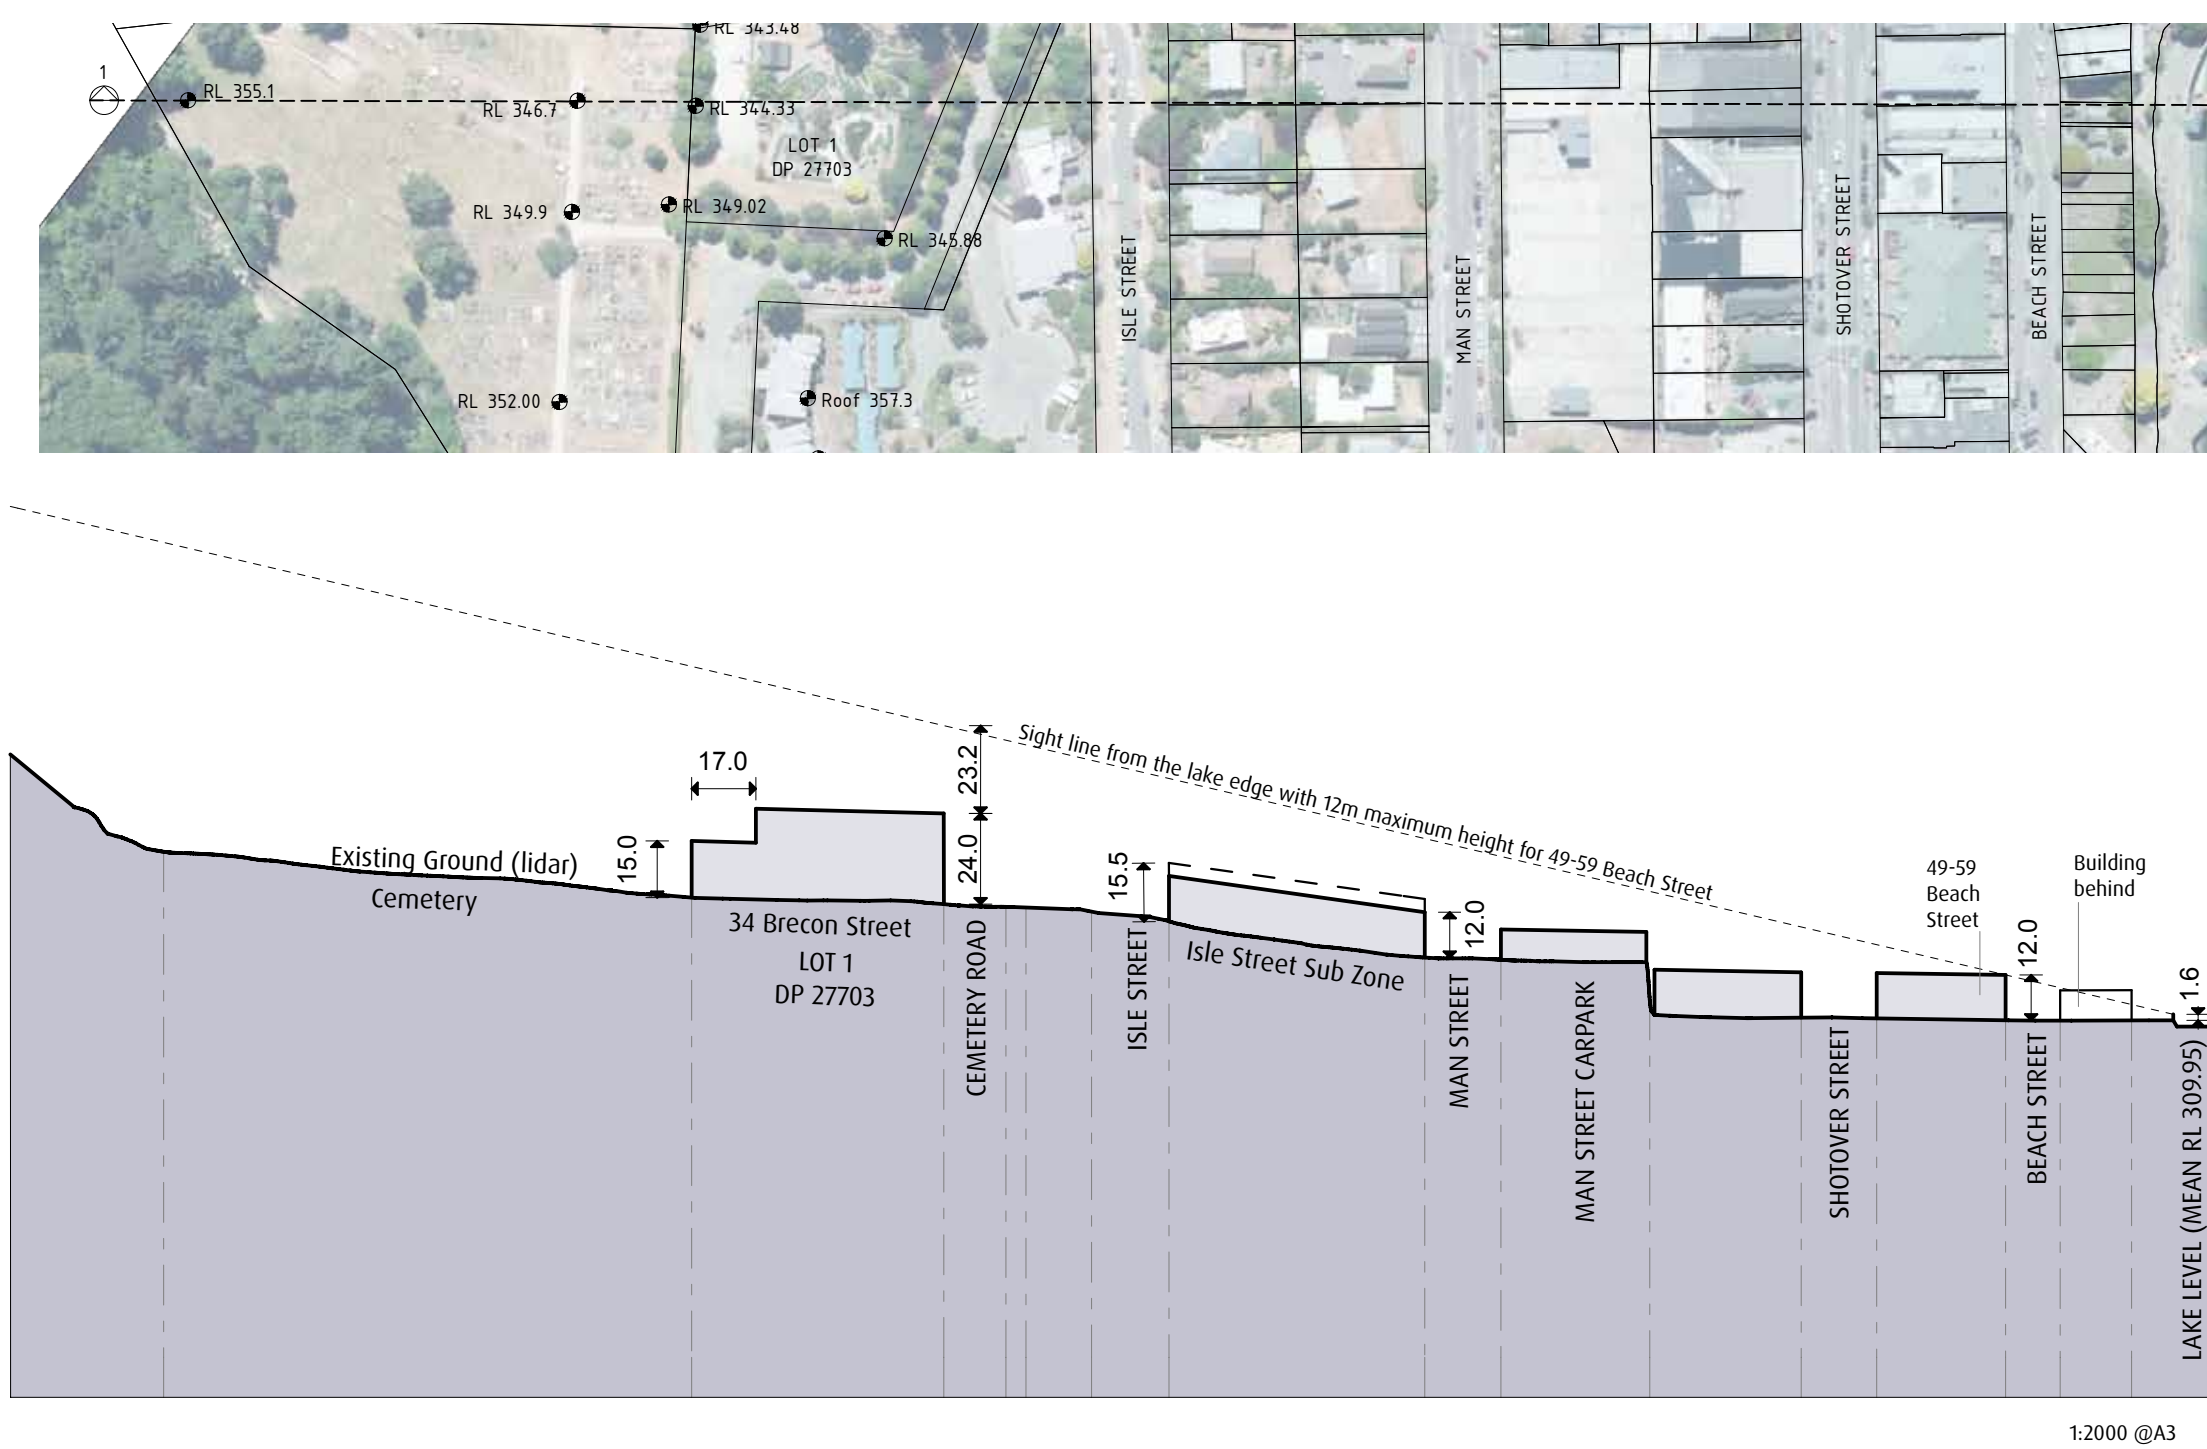 RL 343.48
1
RL 355.1
RL 346.7
RL 344.33
LOT 1
DP 27703
RL 349.9
RL 349.02
RL 345.88
RL 352.00
Roof 357.3
ISLE STREET
MAN STREET
SHOTOVER STREET
BEACH STREET
Sight line from the lake edge with 12m maximum height for 49-59 Beach Street
17.0
23.2
15.0
24.0
15.5
12.0
12.0
1.6
49-59
Beach
Street
Building
behind
Existing Ground (lidar)
Cemetery
34 Brecon Street
LOT 1
DP 27703
CEMETERY ROAD
ISLE STREET
Isle Street Sub Zone
MAN STREET
MAN STREET CARPARK
SHOTOVER STREET
BEACH STREET
LAKE LEVEL (MEAN RL 309.95)
1:2000 @A3